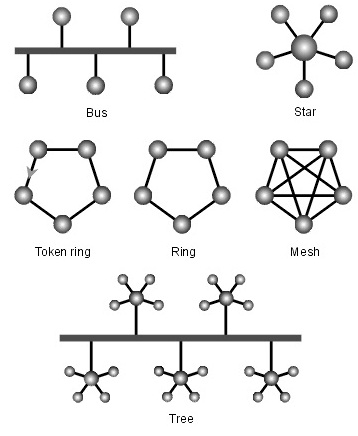 Bus
Star
Token ring
Ring
Mesh
Tree